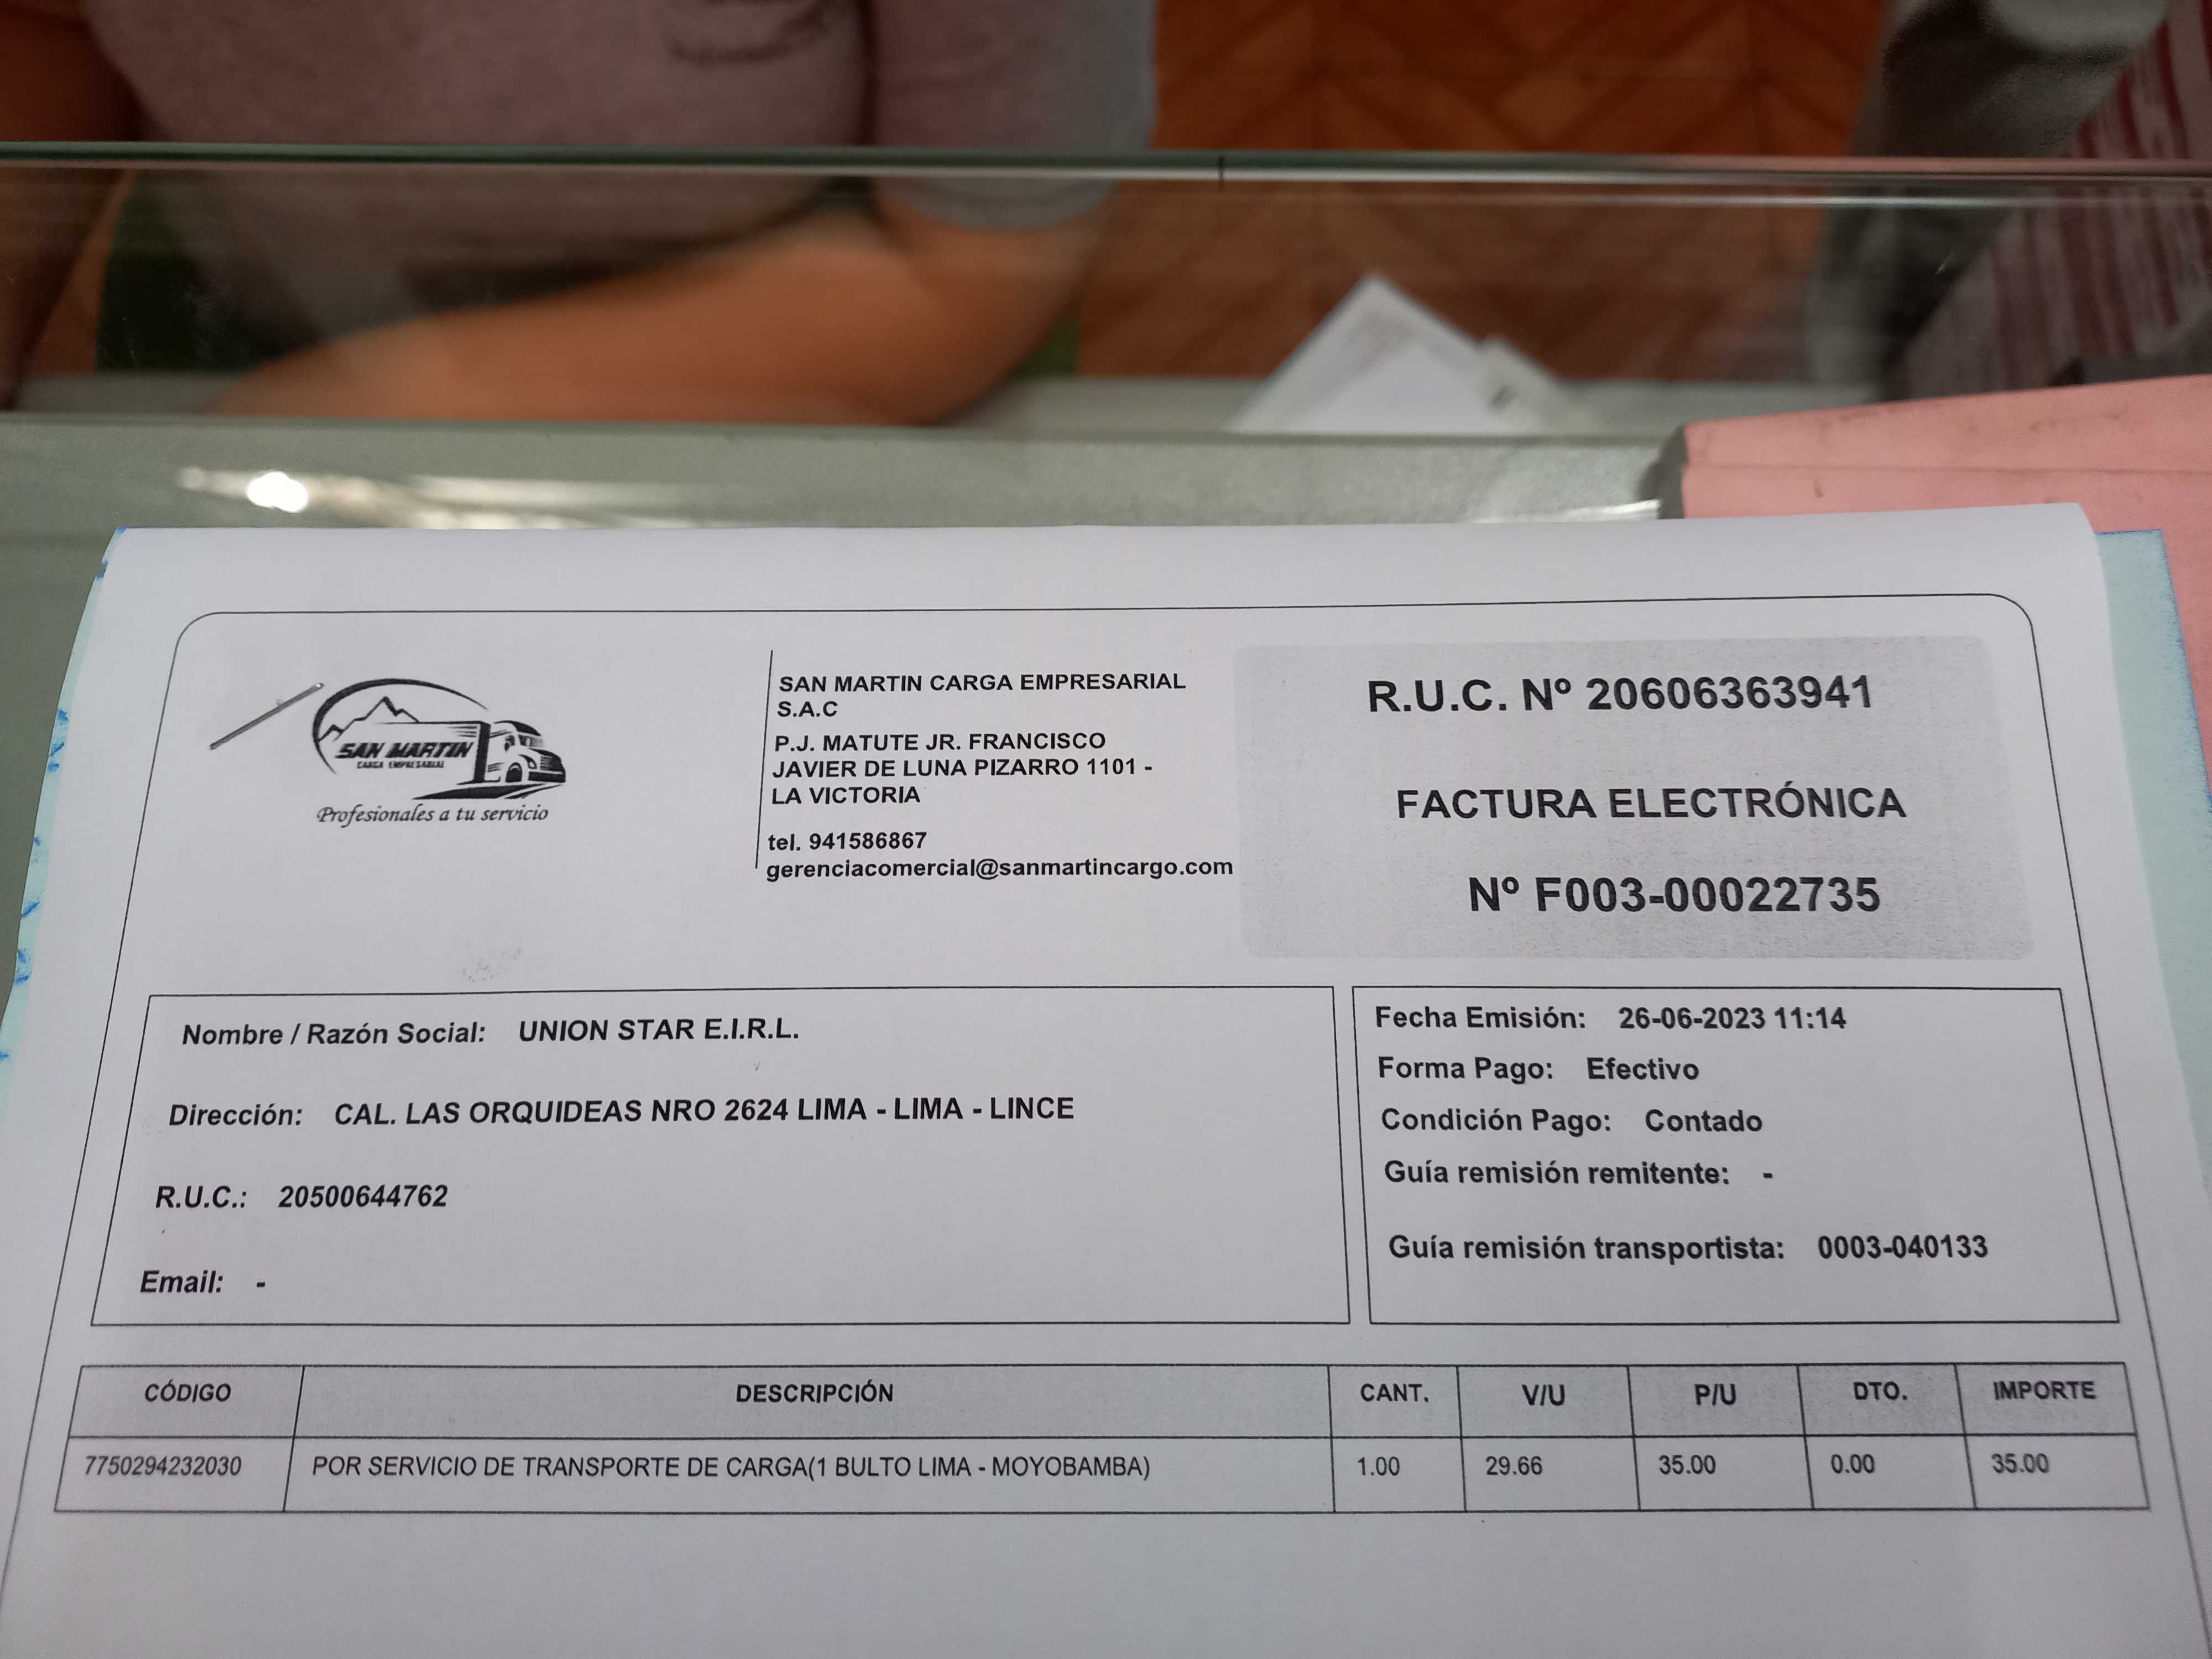 SAN MARTIN
CARGA EMPRESARIAL
Profesionales a tu servicio
SAN MARTIN CARGA EMPRESARIAL
S.A.C
P.J. MATUTE JR. FRANCISCO
JAVIER DE LUNA PIZARRO 1101 -
LA VICTORIA
tel. 941586867
gerenciacomercial@sanmartincargo.com
R.U.C. Nº 20606363941
FACTURA ELECTRÓNICA
Nº F003-00022735
Nombre / Razón Social: UNION STAR E.I.R.L.
Dirección: CAL. LAS ORQUIDEAS NRO 2624 LIMA - LIMA - LINCE
R.U.C.: 20500644762
Email: -
Fecha Emisión: 26-06-2023 11:14
Forma Pago: Efectivo
Condición Pago: Contado
Guía remisión remitente: -
Guía remisión transportista: 0003-040133
CÓDIGO DESCRIPCIÓN CANT. V/U P/U DTO. IMPORTE
7750294232030 POR SERVICIO DE TRANSPORTE DE CARGA(1 BULTO LIMA - MOYOBAMBA) 1.00 29.66 35.00 0.00 35.00